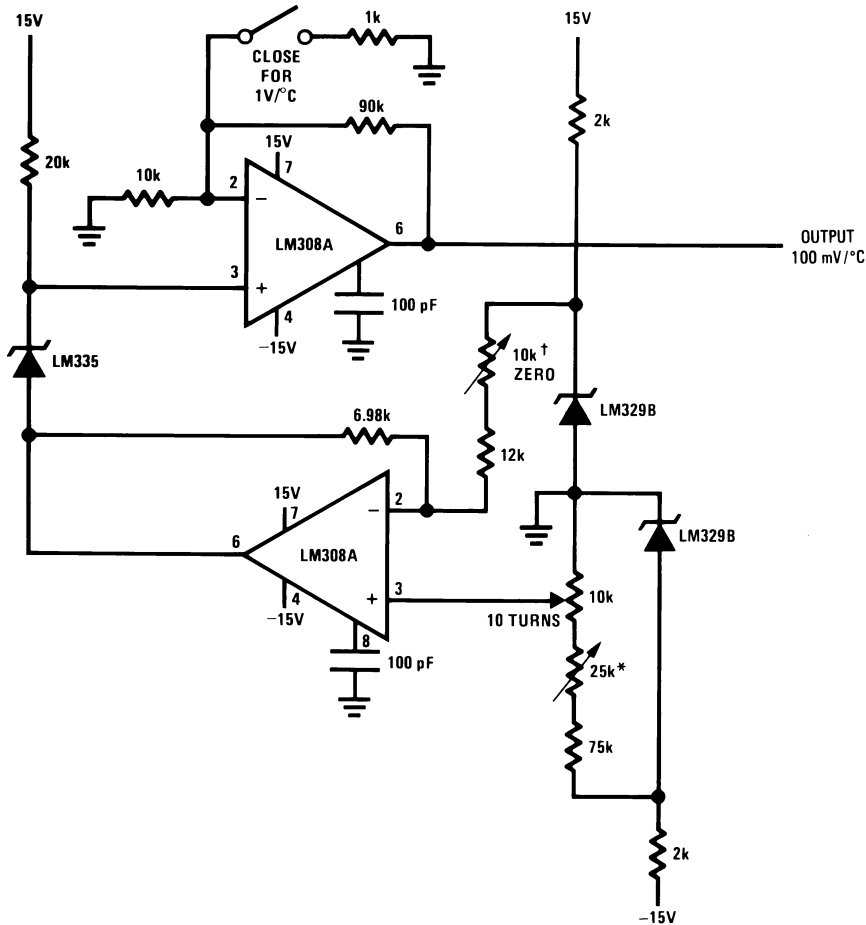 15V
1k
15V
CLOSE
FOR
1V/°C
90k
2k
20k
15V
7
10k
2
−
LM308A
6
OUTPUT
100 mV/°C
3
+
4
−15V
100 pF
10k†
ZERO
LM335
LM329B
6.98k
12k
15V
7
2
−
LM329B
6
LM308A
3
+
4
−15V
10k
10 TURNS
8
100 pF
25k*
75k
2k
−15V